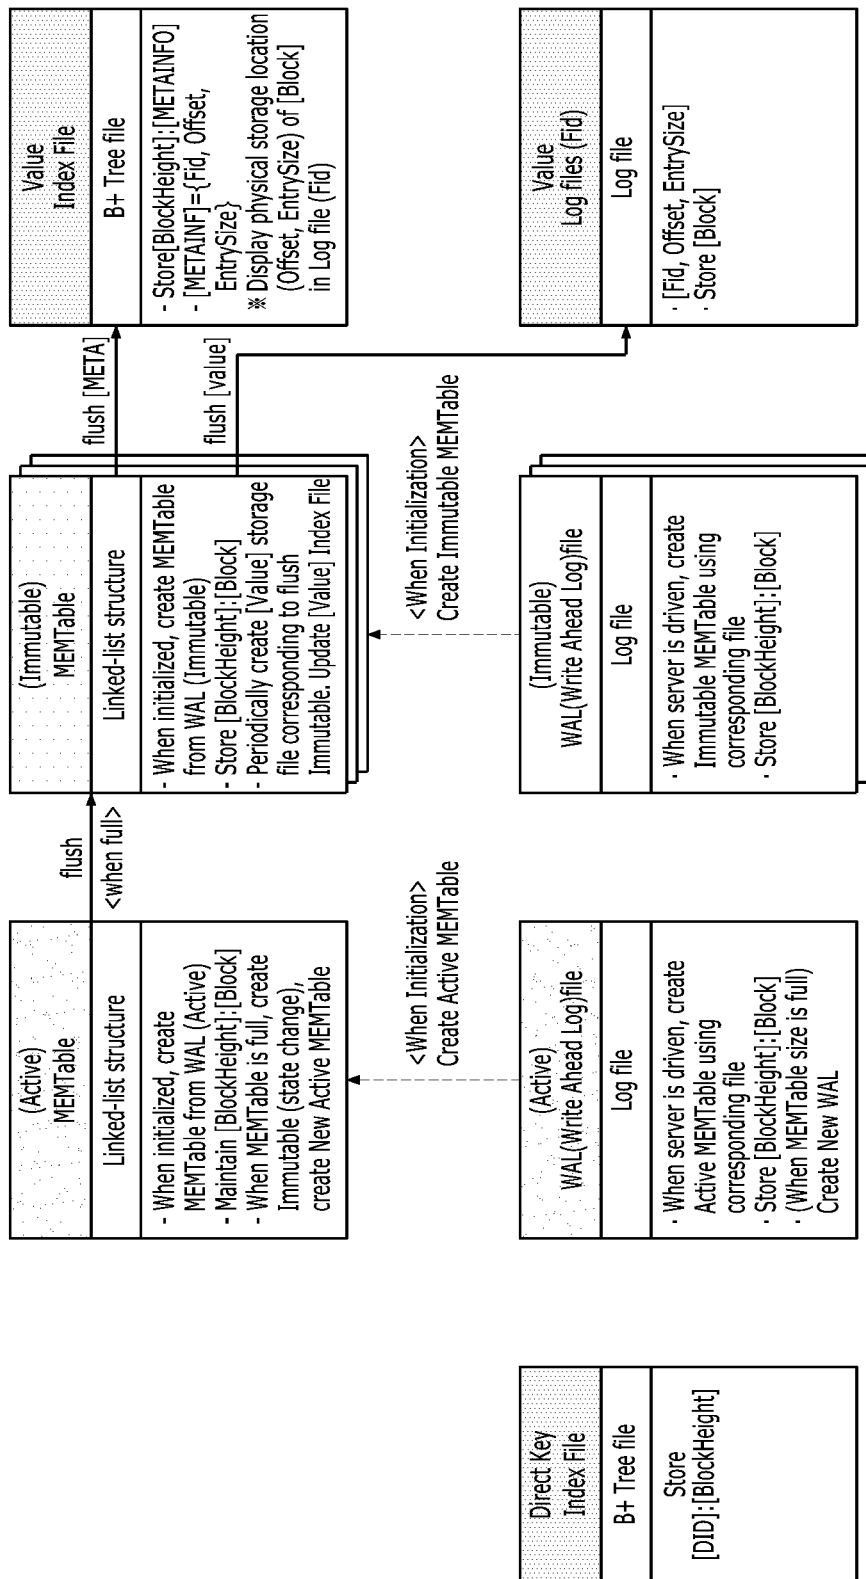 (Active)
MEMTable
Linked-list structure
- When initialized, create
MEMTable from WAL (Active)
- Maintain [BlockHeight]:[Block]
- When MEMTable is full, create
Immutable (state change),
create New Active MEMTable
flush
<when full>
(Immutable)
MEMTable
Linked-list structure
- When initialized, create MEMTable
from WAL (Immutable)
- Store [BlockHeight]:[Block]
- Periodically create [Value] storage
file corresponding to flush
Immutable. Update [Value] Index File
flush [META]
flush [value]
Value
Index File
B+ Tree file
- Store[BlockHeight]:[METAINFO]
- [METAINF]={Fid, Offset,
EntrySize}
※ Display physical storage location
(Offset, EntrySize) of [Block]
in Log file (Fid)
<When Initialization>
Create Active MEMTable
<When Initialization>
Create Immutable MEMTable
Direct Key
Index File
B+ Tree file
Store
[DID]:[BlockHeight]
(Active)
WAL(Write Ahead Log)file
Log file
· When server is driven, create
Active MEMTable using
corresponding file
· Store [BlockHeight]:[Block]
· (When MEMTable size is full)
Create New WAL
(Immutable)
WAL(Write Ahead Log)file
Log file
· When server is driven, create
Immutable MEMTable using
corresponding file
· Store [BlockHeight]:[Block]
Value
Log files (Fid)
Log file
· [Fid, Offset, EntrySize]
· Store [Block]